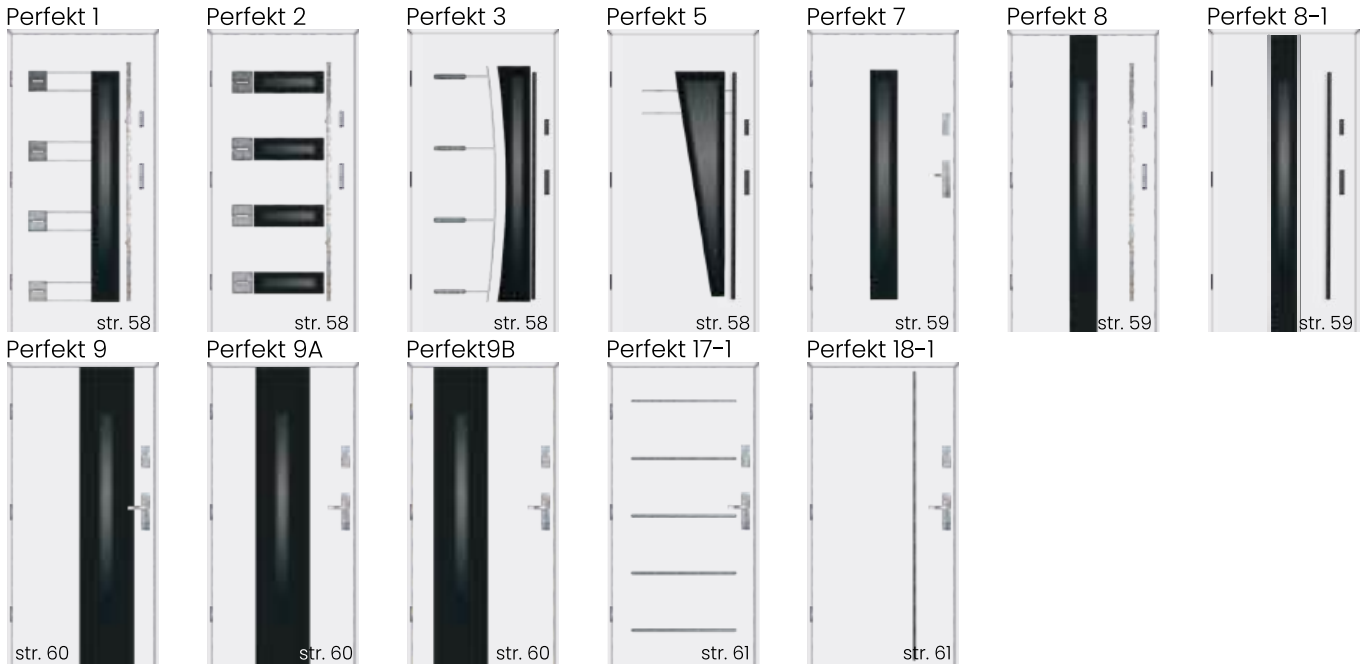 Perfekt 1 Perfekt 2 Perfekt 3 Perfekt 5 Perfekt 7 Perfekt 8 Perfekt 8-1
str. 58 str. 58 str. 58 str. 58 str. 59 str. 59 str. 59
Perfekt 9 Perfekt 9A Perfekt9B Perfekt 17-1 Perfekt 18-1
str. 60 str. 60 str. 60 str. 61 str. 61